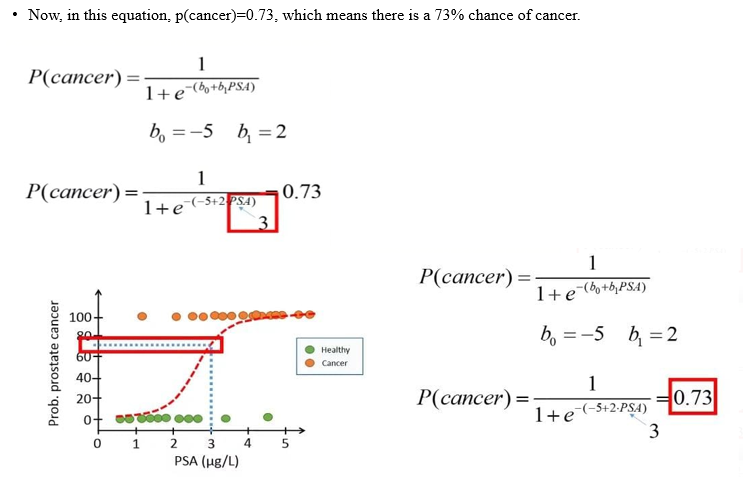 • Now, in this equation, p(cancer)=0.73, which means there is a 73% chance of cancer.
P(cancer) = 1 / 1 + e^−(b₀+b₁PSA)
b₀ = −5 b₁ = 2
P(cancer) = 1 / 1 + e^−(−5+2·PSA) = 0.73
3
Prob. prostate cancer
100
80
60
40
20
0
0 1 2 3 4 5
PSA (µg/L)
Healthy
Cancer
P(cancer) = 1 / 1 + e^−(b₀+b₁PSA)
b₀ = −5 b₁ = 2
P(cancer) = 1 / 1 + e^−(−5+2·PSA) = 0.73
3